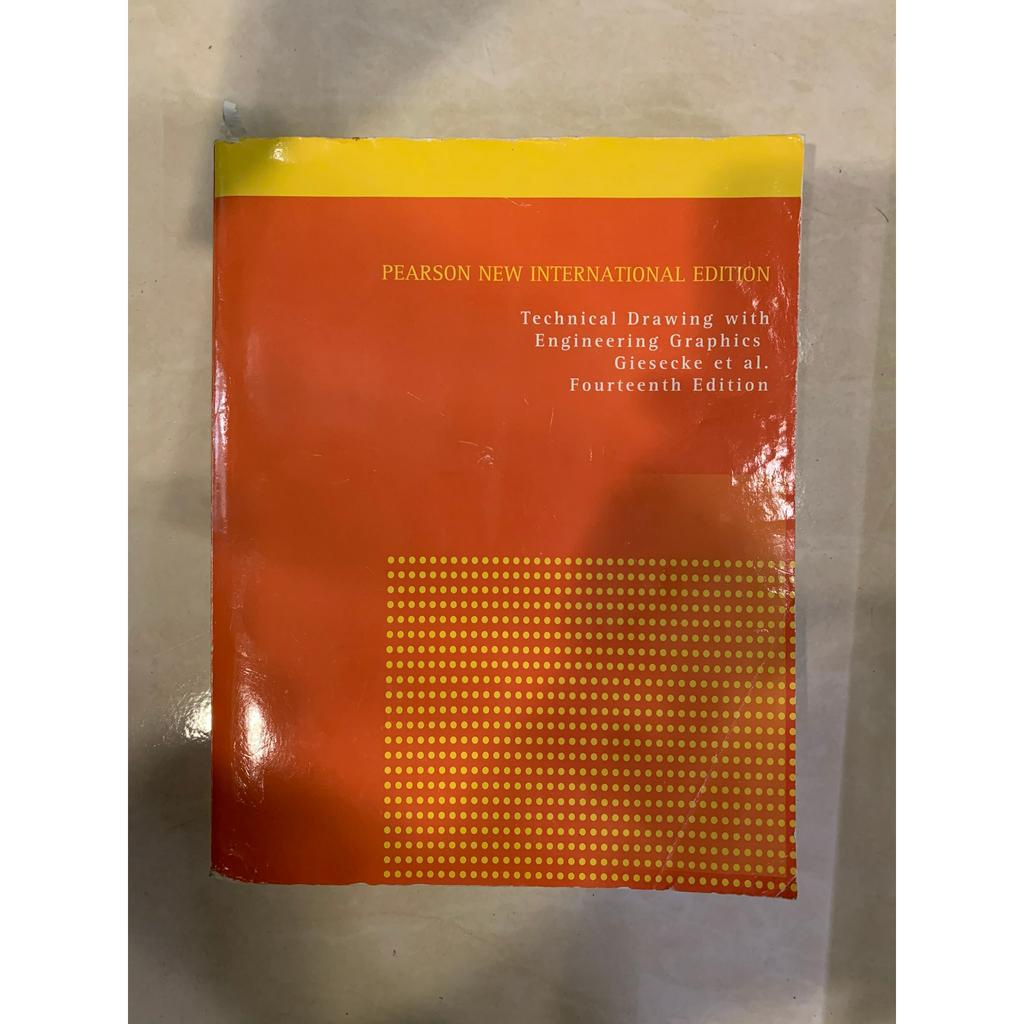 PEARSON NEW INTERNATIONAL EDITION
Technical Drawing with
Engineering Graphics
Giesecke et al.
Fourteenth Edition